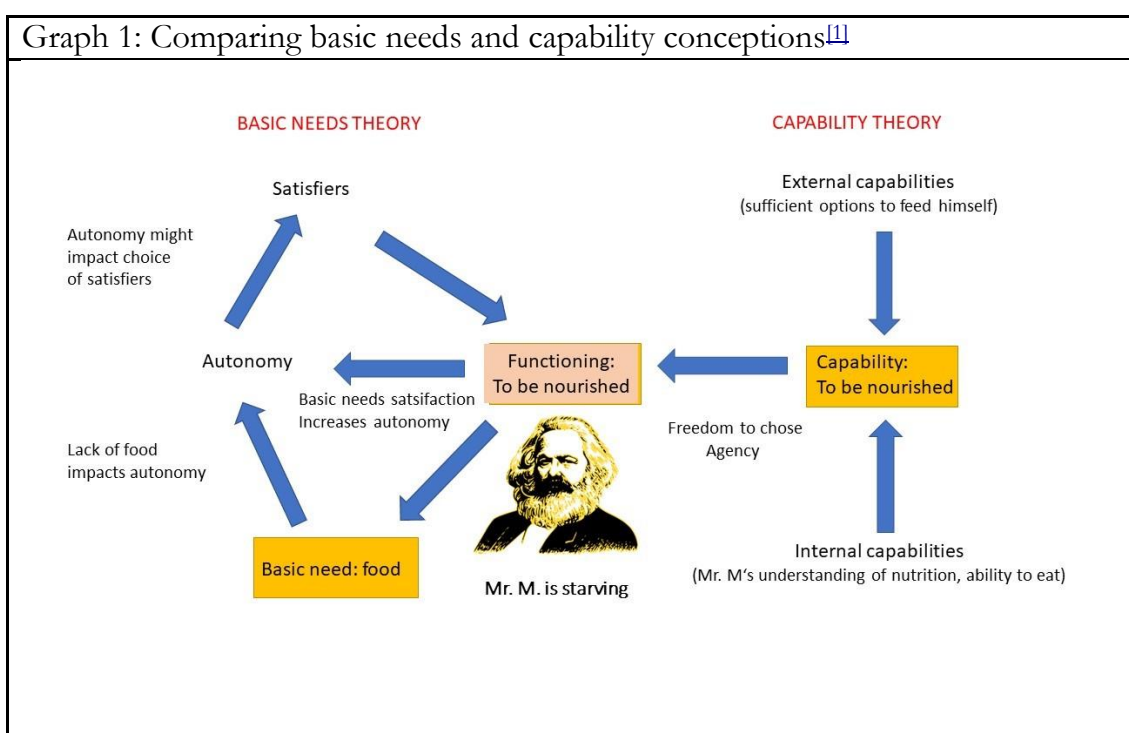 Graph 1: Comparing basic needs and capability conceptions[1]
BASIC NEEDS THEORY
CAPABILITY THEORY
Satisfiers
External capabilities
(sufficient options to feed himself)
Autonomy might
impact choice
of satisfiers
Autonomy
Functioning:
To be nourished
Capability:
To be nourished
Basic needs satsifaction
Increases autonomy
Freedom to chose
Agency
Lack of food
impacts autonomy
Basic need: food
Mr. M. is starving
Internal capabilities
(Mr. M‘s understanding of nutrition, ability to eat)